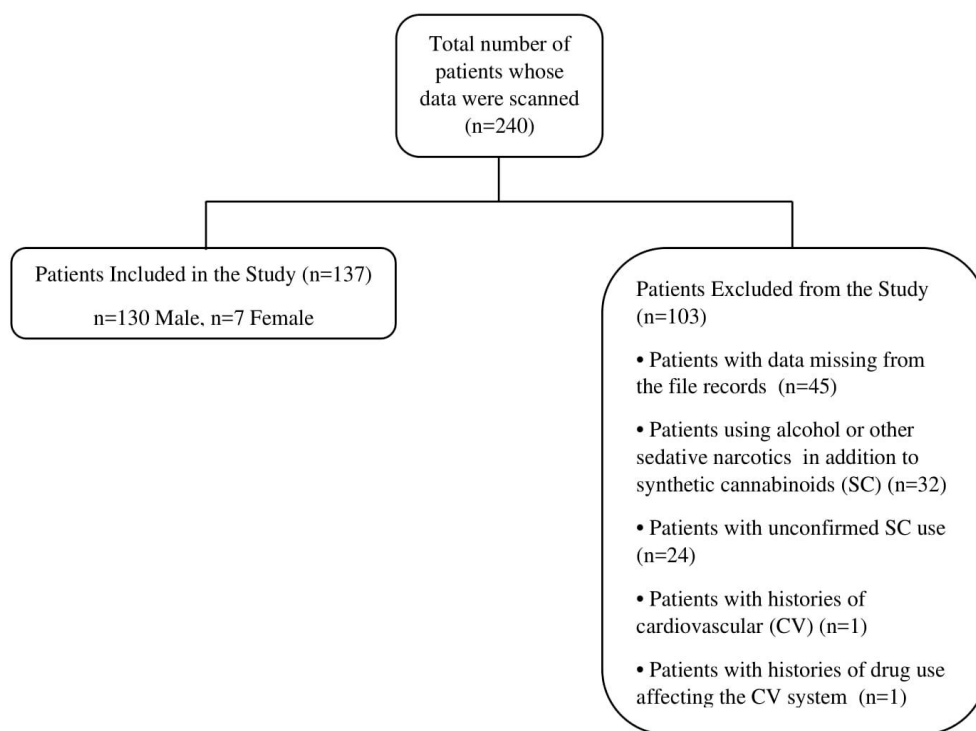 Total number of
patients whose
data were scanned
(n=240)
Patients Included in the Study (n=137)
n=130 Male, n=7 Female
Patients Excluded from the Study
(n=103)
• Patients with data missing from
the file records (n=45)
• Patients using alcohol or other
sedative narcotics in addition to
synthetic cannabinoids (SC) (n=32)
• Patients with unconfirmed SC use
(n=24)
• Patients with histories of
cardiovascular (CV) (n=1)
• Patients with histories of drug use
affecting the CV system (n=1)